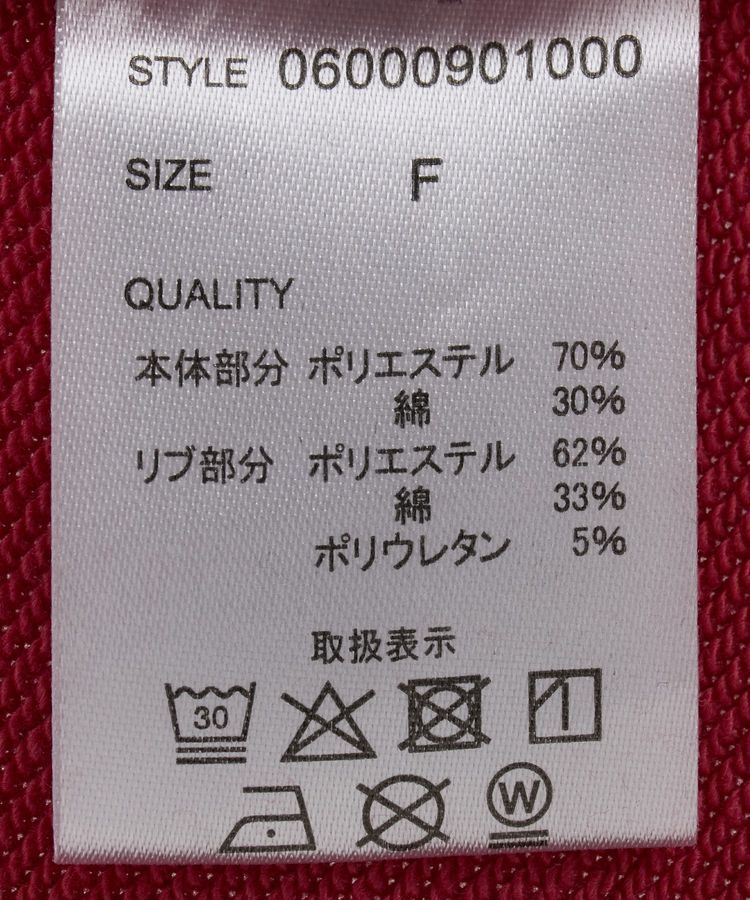 STYLE 06000901000
SIZE F
QUALITY
本体部分 ポリエステル 70%
綿 30%
リブ部分 ポリエステル 62%
綿 33%
ポリウレタン 5%
取扱表示
30
W